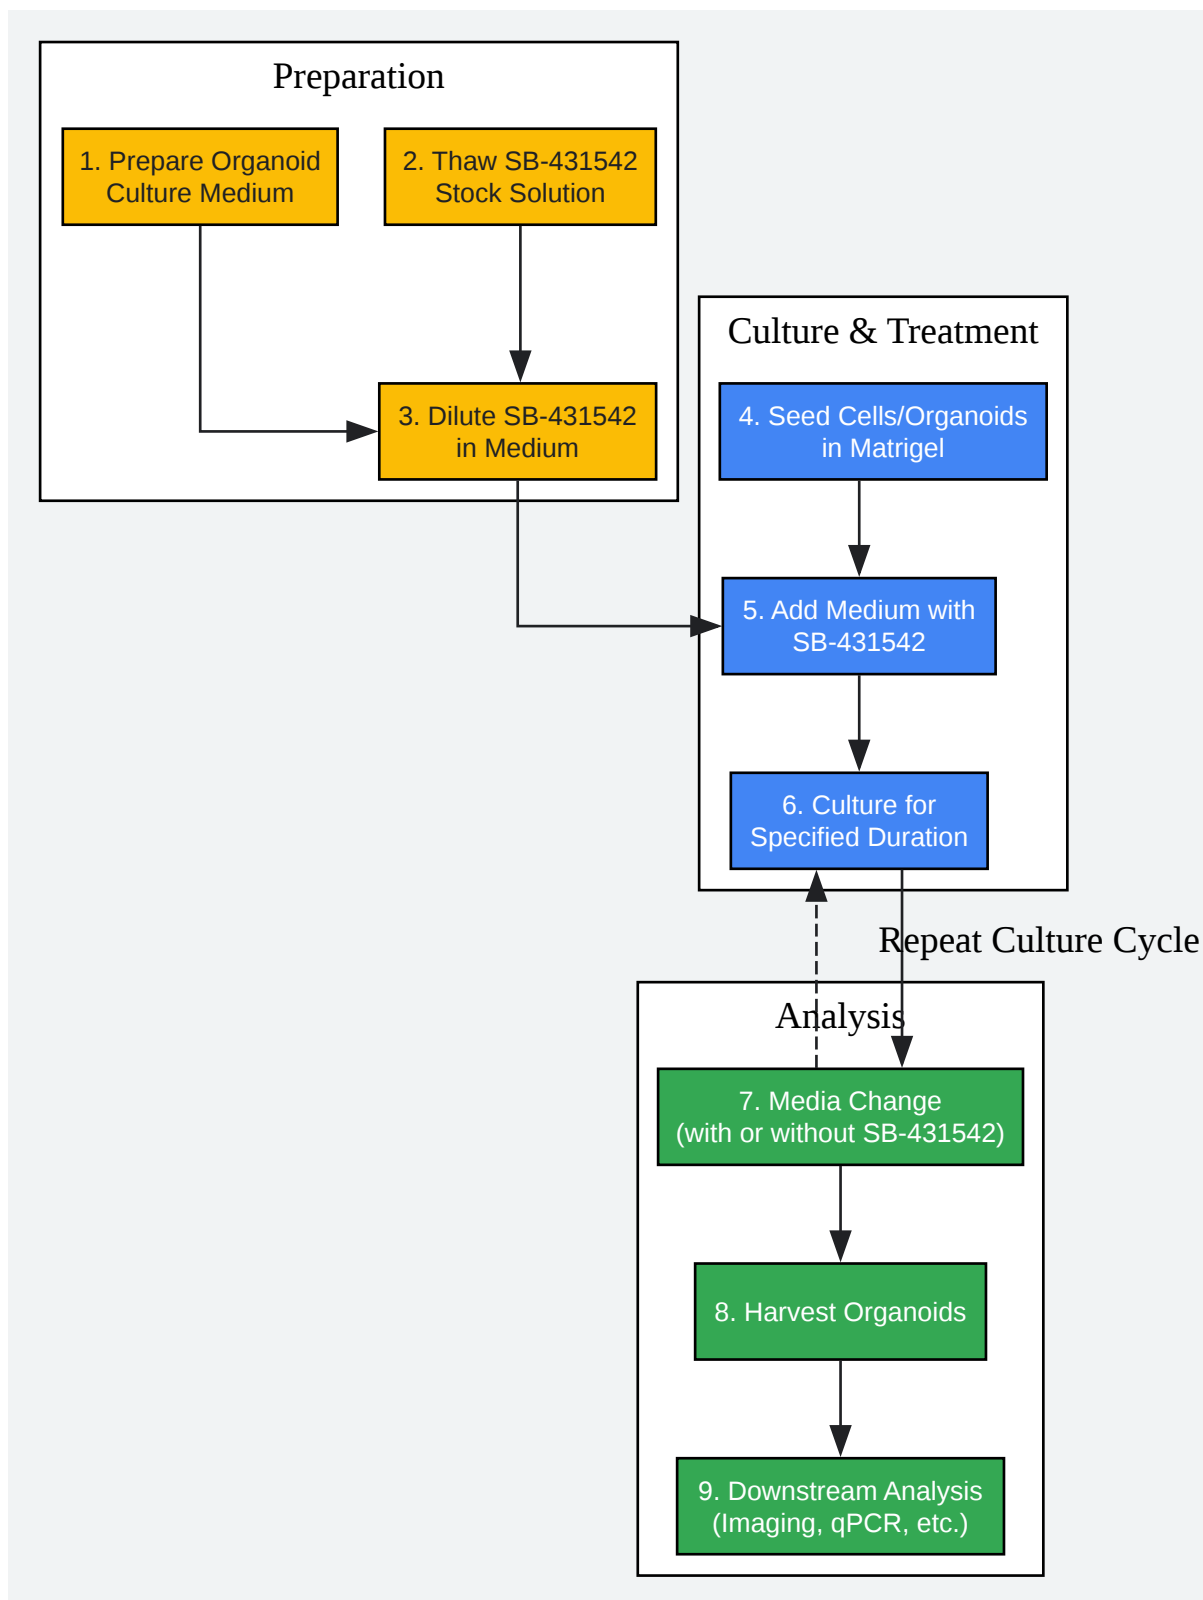 Preparation
1. Prepare Organoid
Culture Medium
2. Thaw SB-431542
Stock Solution
3. Dilute SB-431542
in Medium
Culture & Treatment
4. Seed Cells/Organoids
in Matrigel
5. Add Medium with
SB-431542
6. Culture for
Specified Duration
Repeat Culture Cycle
Analysis
7. Media Change
(with or without SB-431542)
8. Harvest Organoids
9. Downstream Analysis
(Imaging, qPCR, etc.)